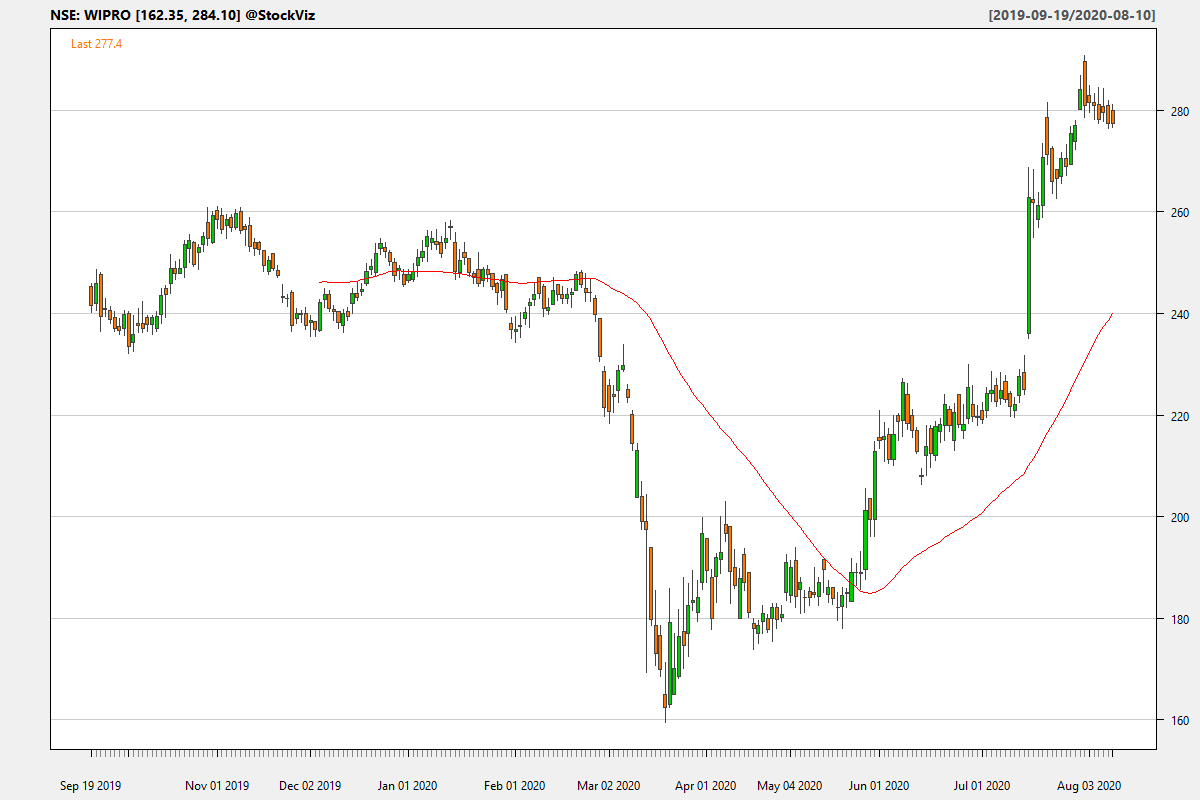 NSE: WIPRO [162.35, 284.10] @StockViz
[2019-09-19/2020-08-10]
Last 277.4
280
260
240
220
200
180
160
Sep 19 2019 Nov 01 2019 Dec 02 2019 Jan 01 2020 Feb 01 2020 Mar 02 2020 Apr 01 2020 May 04 2020 Jun 01 2020 Jul 01 2020 Aug 03 2020